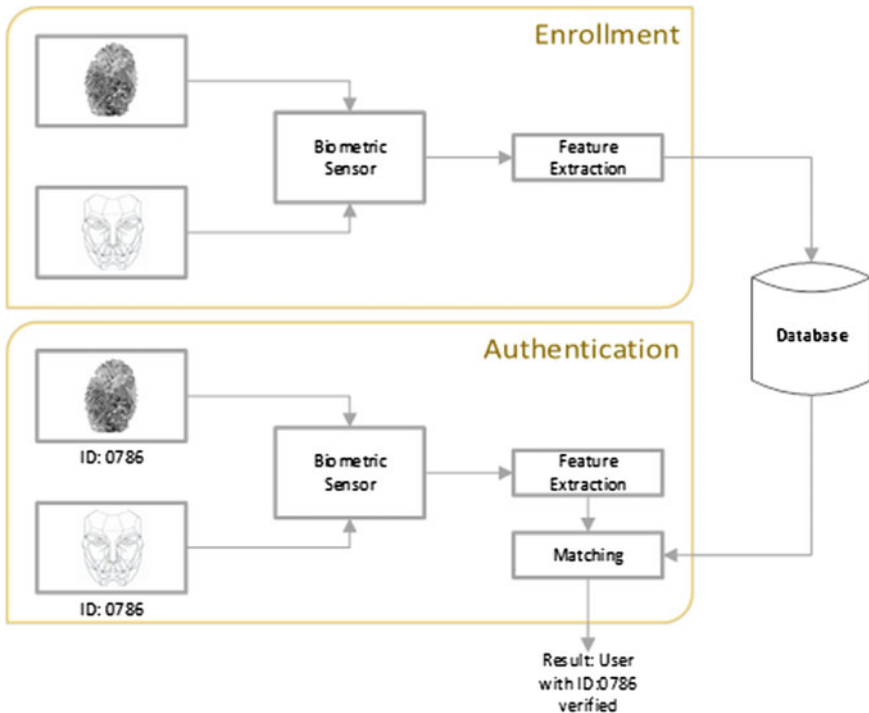 Enrollment
Biometric
Sensor
Feature
Extraction
Database
Authentication
ID: 0786
Biometric
Sensor
Feature
Extraction
ID: 0786
Matching
Result: User
with ID:0786
verified